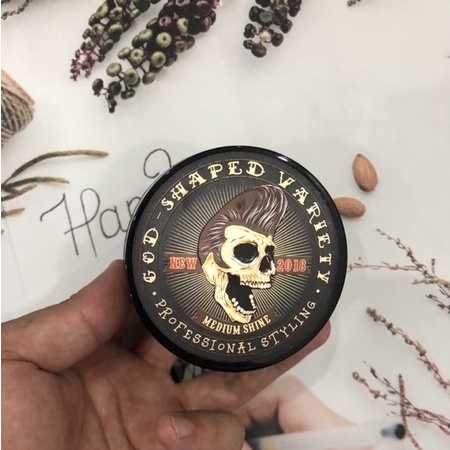 GOD-SHAPED VARIETY
NEW 2018
MEDIUM SHINE
• PROFESSIONAL STYLING •